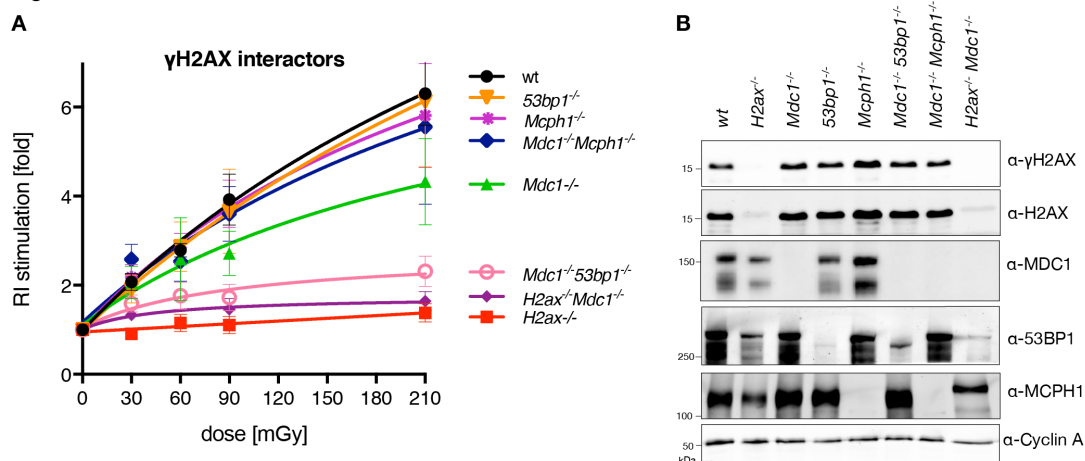 A
γH2AX interactors
RI stimulation [fold]
6
4
2
0
0 30 60 90 120 150 180 210
dose [mGy]
wt
53bp1-/-
Mcph1-/-
Mdc1-/-Mcph1-/-
Mdc1-/-
Mdc1-/-53bp1-/-
H2ax-/-Mdc1-/-
H2ax-/-
B
wt
H2ax-/-
Mdc1-/-
53bp1-/-
Mcph1-/-
Mdc1-/- 53bp1-/-
Mdc1-/- Mcph1-/-
H2ax-/- Mdc1-/-
15 α-γH2AX
15 α-H2AX
150 α-MDC1
250 α-53BP1
100 α-MCPH1
50 α-Cyclin A
kDa